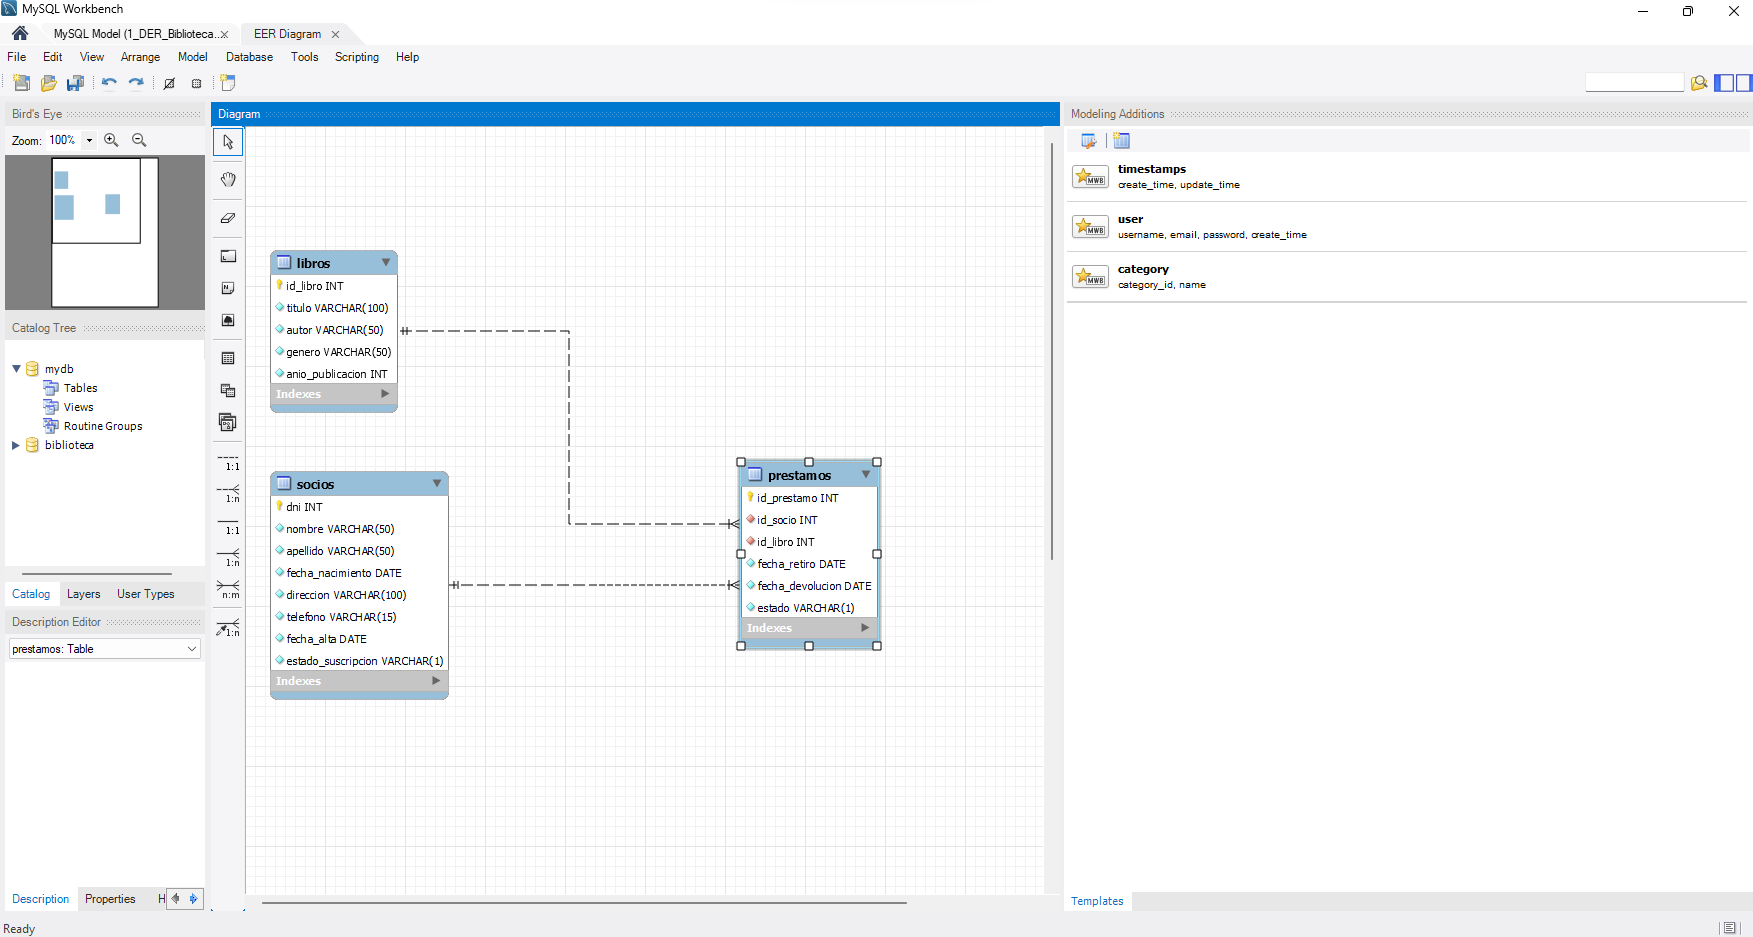 MySQL Workbench
MySQL Model (1_DER_Biblioteca..
EER Diagram
File Edit View Arrange Model Database Tools Scripting Help
Bird's Eye
Zoom: 100%
Catalog Tree
mydb
Tables
Views
Routine Groups
biblioteca
Catalog Layers User Types
Description Editor
prestamos: Table
Description Properties H
Ready
Diagram
1:1
1:n
1:1
1:n
n:m
1:n
libros
id_libro INT
titulo VARCHAR(100)
autor VARCHAR(50)
genero VARCHAR(50)
anio_publicacion INT
Indexes
socios
dni INT
nombre VARCHAR(50)
apellido VARCHAR(50)
fecha_nacimiento DATE
direccion VARCHAR(100)
telefono VARCHAR(15)
fecha_alta DATE
estado_suscripcion VARCHAR(1)
Indexes
prestamos
id_prestamo INT
id_socio INT
id_libro INT
fecha_retiro DATE
fecha_devolucion DATE
estado VARCHAR(1)
Indexes
Modeling Additions
MWB
timestamps
create_time, update_time
MWB
user
username, email, password, create_time
MWB
category
category_id, name
Templates